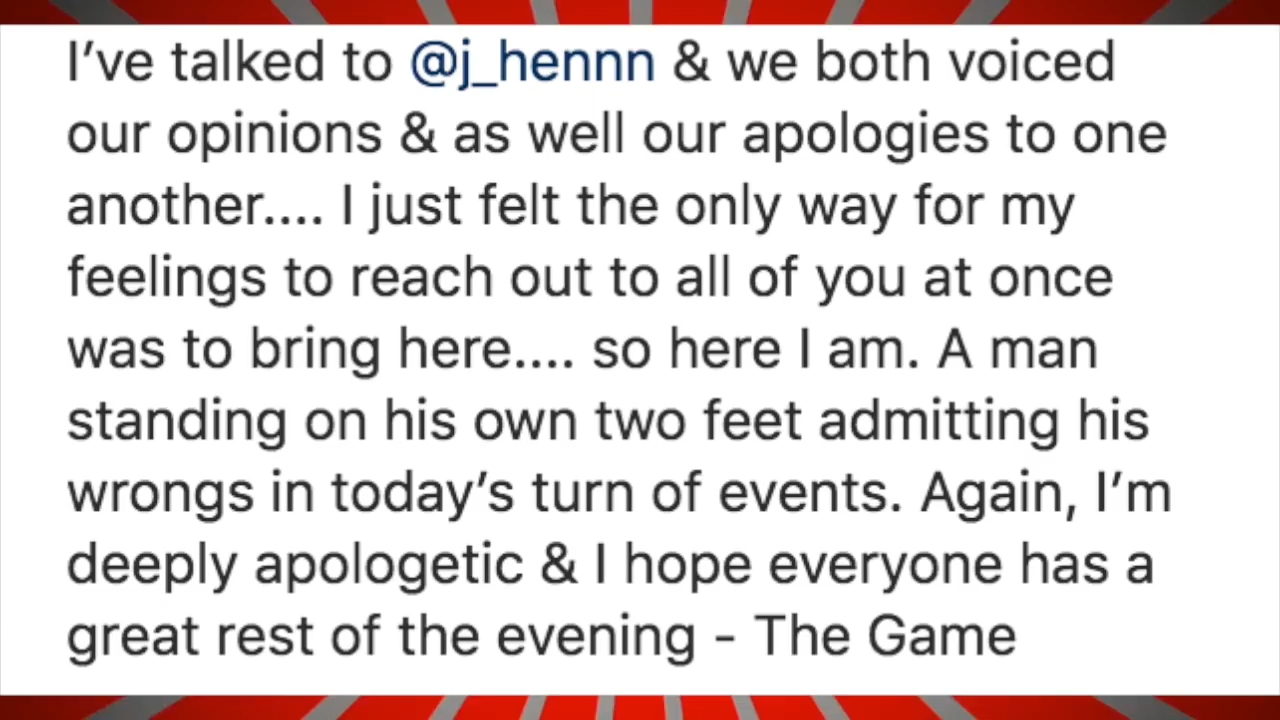 I’ve talked to @j_hennn & we both voiced
our opinions & as well our apologies to one
another.... I just felt the only way for my
feelings to reach out to all of you at once
was to bring here.... so here I am. A man
standing on his own two feet admitting his
wrongs in today’s turn of events. Again, I’m
deeply apologetic & I hope everyone has a
great rest of the evening - The Game